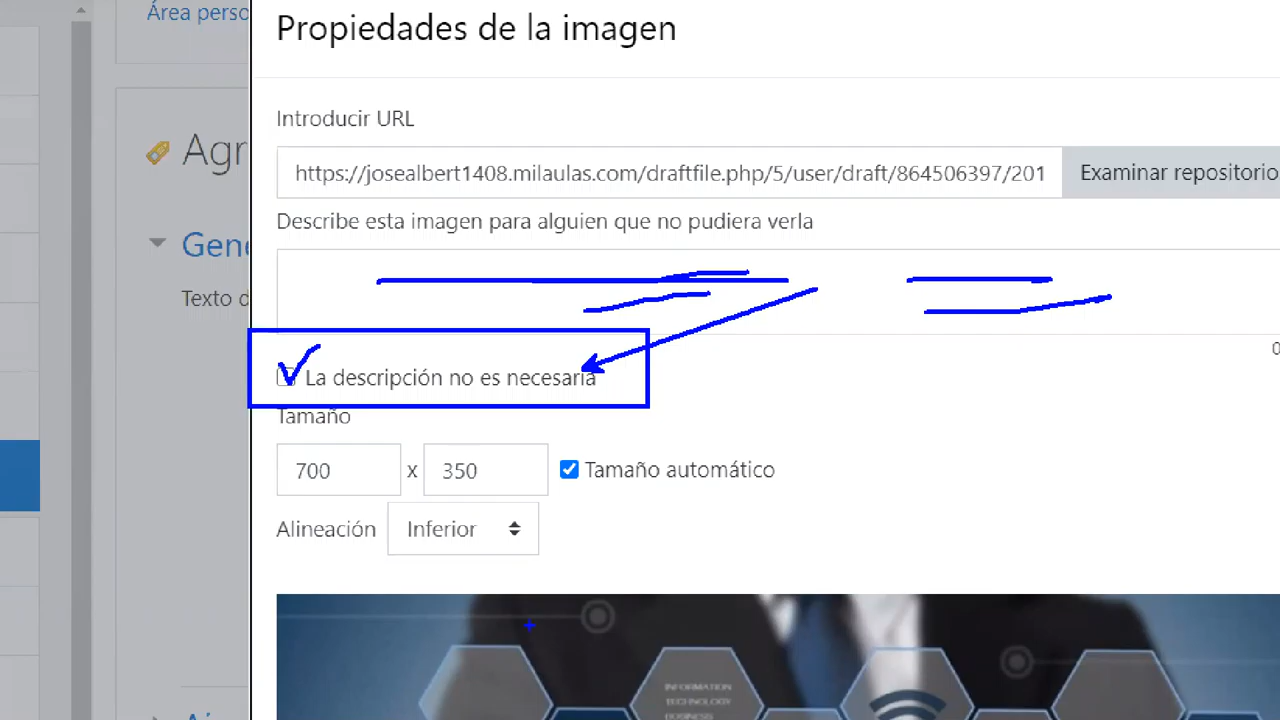 Área perso
Propiedades de la imagen
Introducir URL
Agr
https://josealbert1408.milaulas.com/draftfile.php/5/user/draft/864506397/201
Examinar repositorio
Describe esta imagen para alguien que no pudiera verla
Gene
Texto d
0
La descripción no es necesaria
Tamaño
700 x 350 Tamaño automático
Alineación Inferior
INFORMATION
TECHNOLOGY
BUSINESS